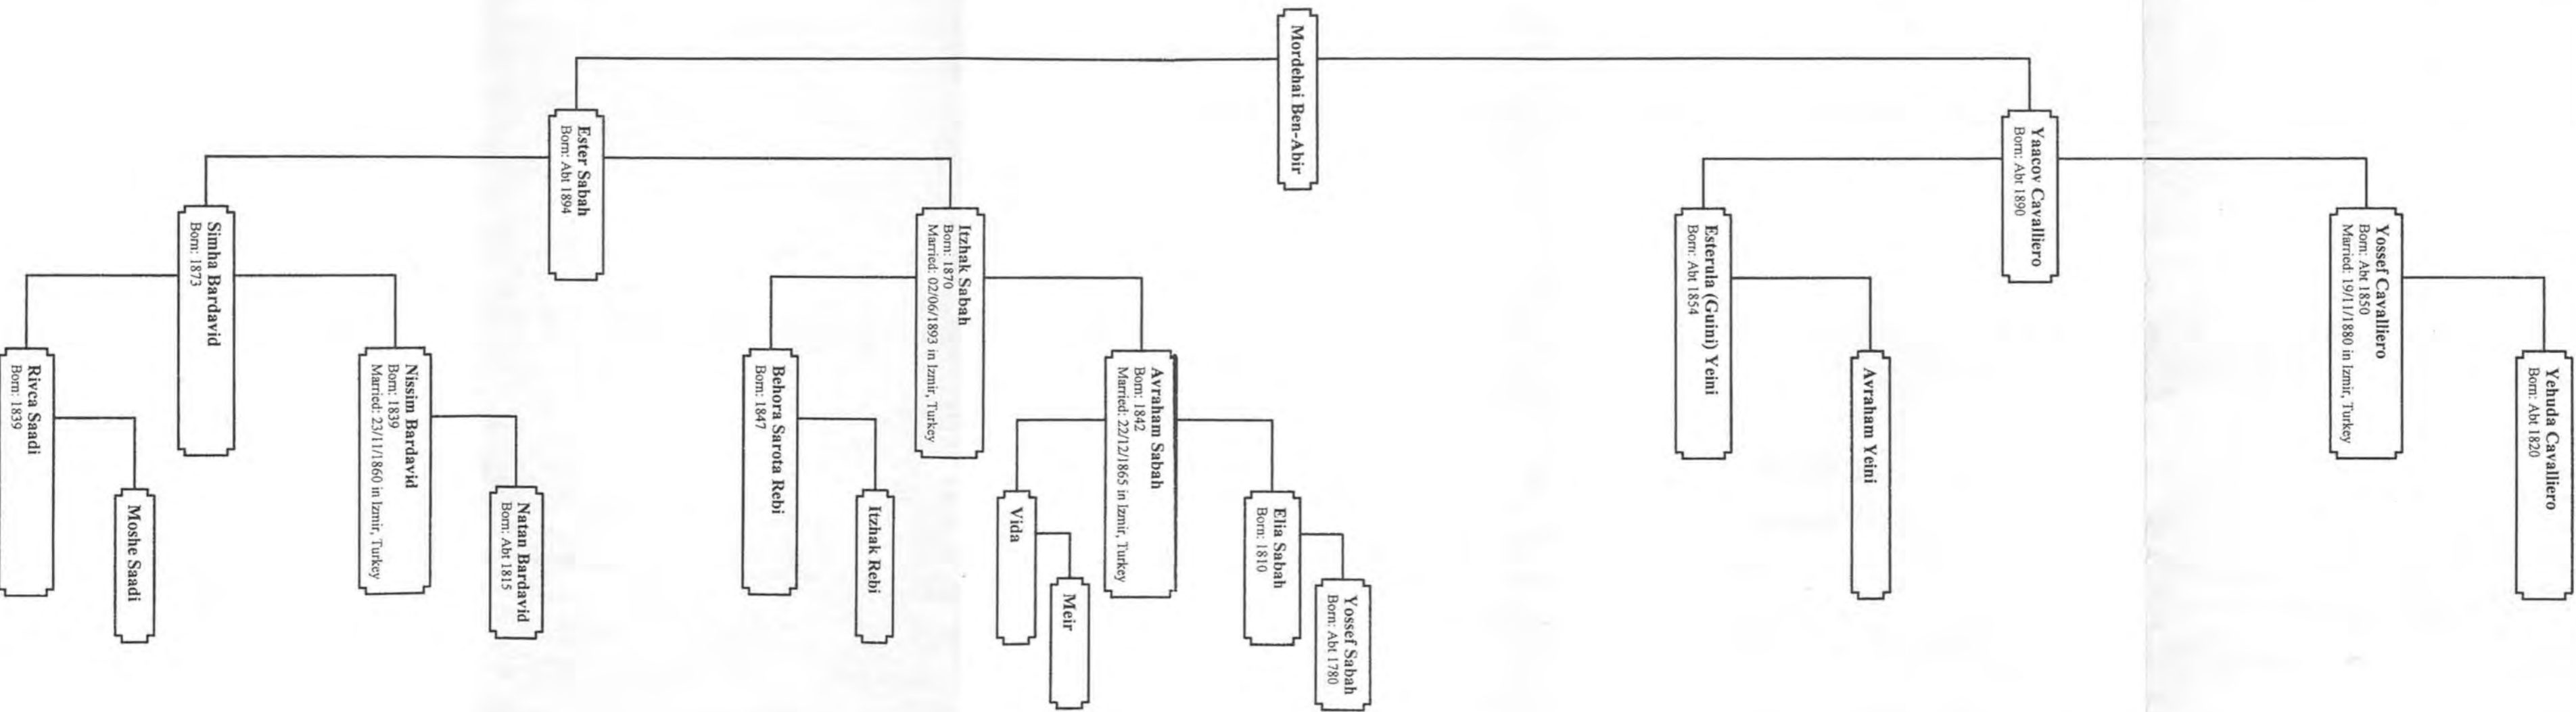 Yehuda Cavalliero
Born: Abt 1820
Yossef Cavalliero
Born: Abt 1850
Married: 19/11/1880 in Izmir, Turkey
Yaacov Cavalliero
Born: Abt 1890
Avraham Yeini
Esterula (Guini) Yeini
Born: Abt 1854
Mordehai Ben-Abir
Yossef Sabah
Born: Abt 1780
Elia Sabah
Born: 1810
Avraham Sabah
Born: 1842
Married: 22/12/1865 in Izmir, Turkey
Meir
Vida
Itzhak Sabah
Born: 1870
Married: 02/06/1893 in Izmir, Turkey
Itzhak Rebi
Behora Sarota Rebi
Born: 1847
Ester Sabah
Born: Abt 1894
Natan Bardavid
Born: Abt 1815
Nissim Bardavid
Born: 1839
Married: 23/11/1860 in Izmir, Turkey
Simha Bardavid
Born: 1873
Moshe Saadi
Rivca Saadi
Born: 1839